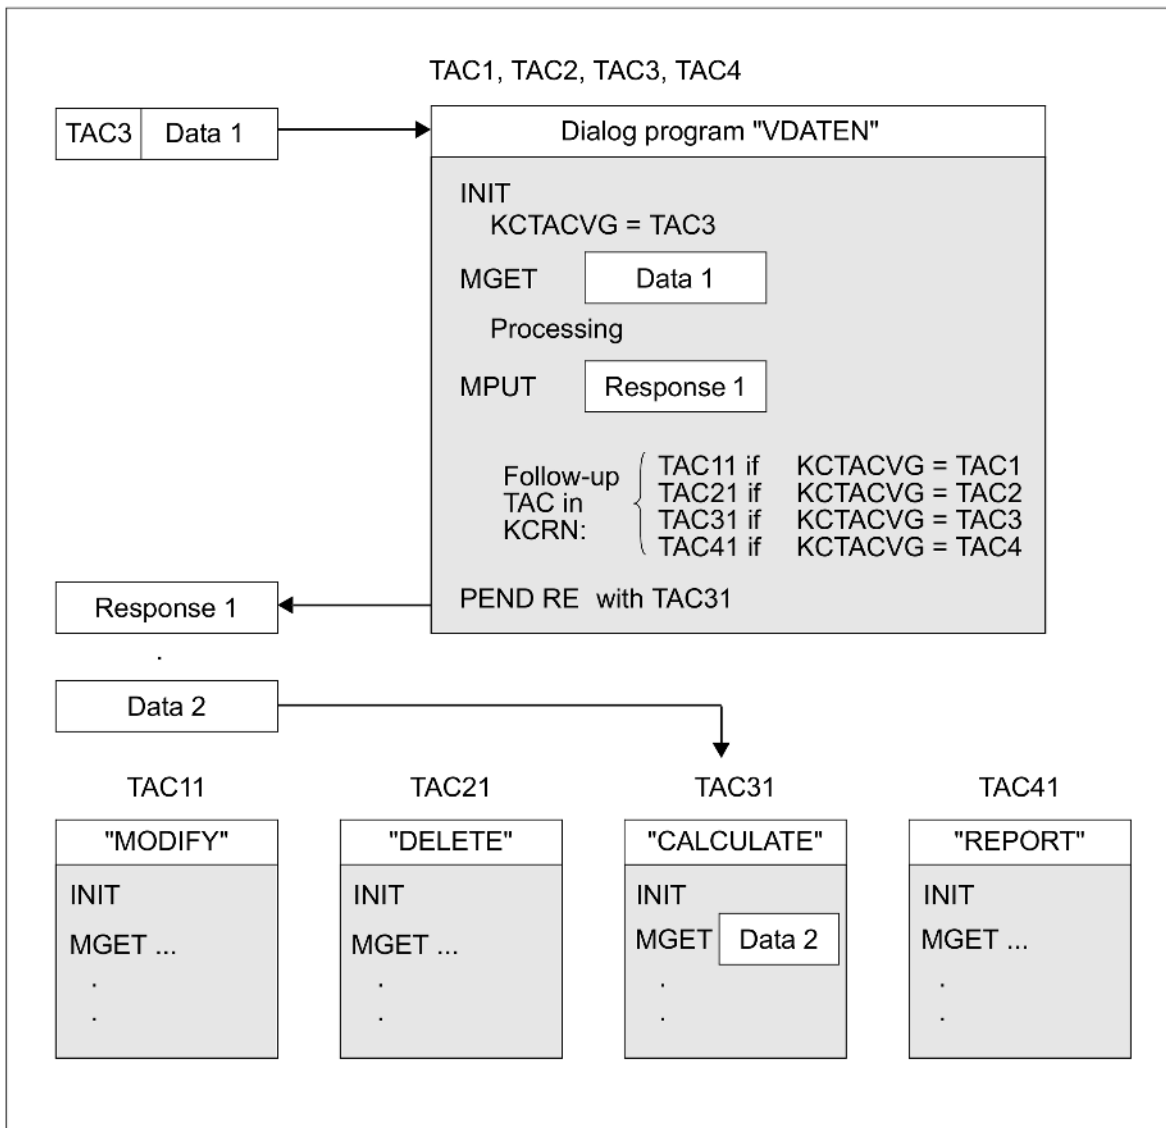 TAC1, TAC2, TAC3, TAC4
TAC3 Data 1
Dialog program "VDATEN"
INIT
KCTACVG = TAC3
MGET Data 1
Processing
MPUT Response 1
Follow-up
TAC in
KCRN:
TAC11 if KCTACVG = TAC1
TAC21 if KCTACVG = TAC2
TAC31 if KCTACVG = TAC3
TAC41 if KCTACVG = TAC4
PEND RE with TAC31
Response 1
.
Data 2
TAC11
"MODIFY"
INIT
MGET ...
.
.
TAC21
"DELETE"
INIT
MGET ...
.
.
TAC31
"CALCULATE"
INIT
MGET Data 2
.
.
TAC41
"REPORT"
INIT
MGET ...
.
.